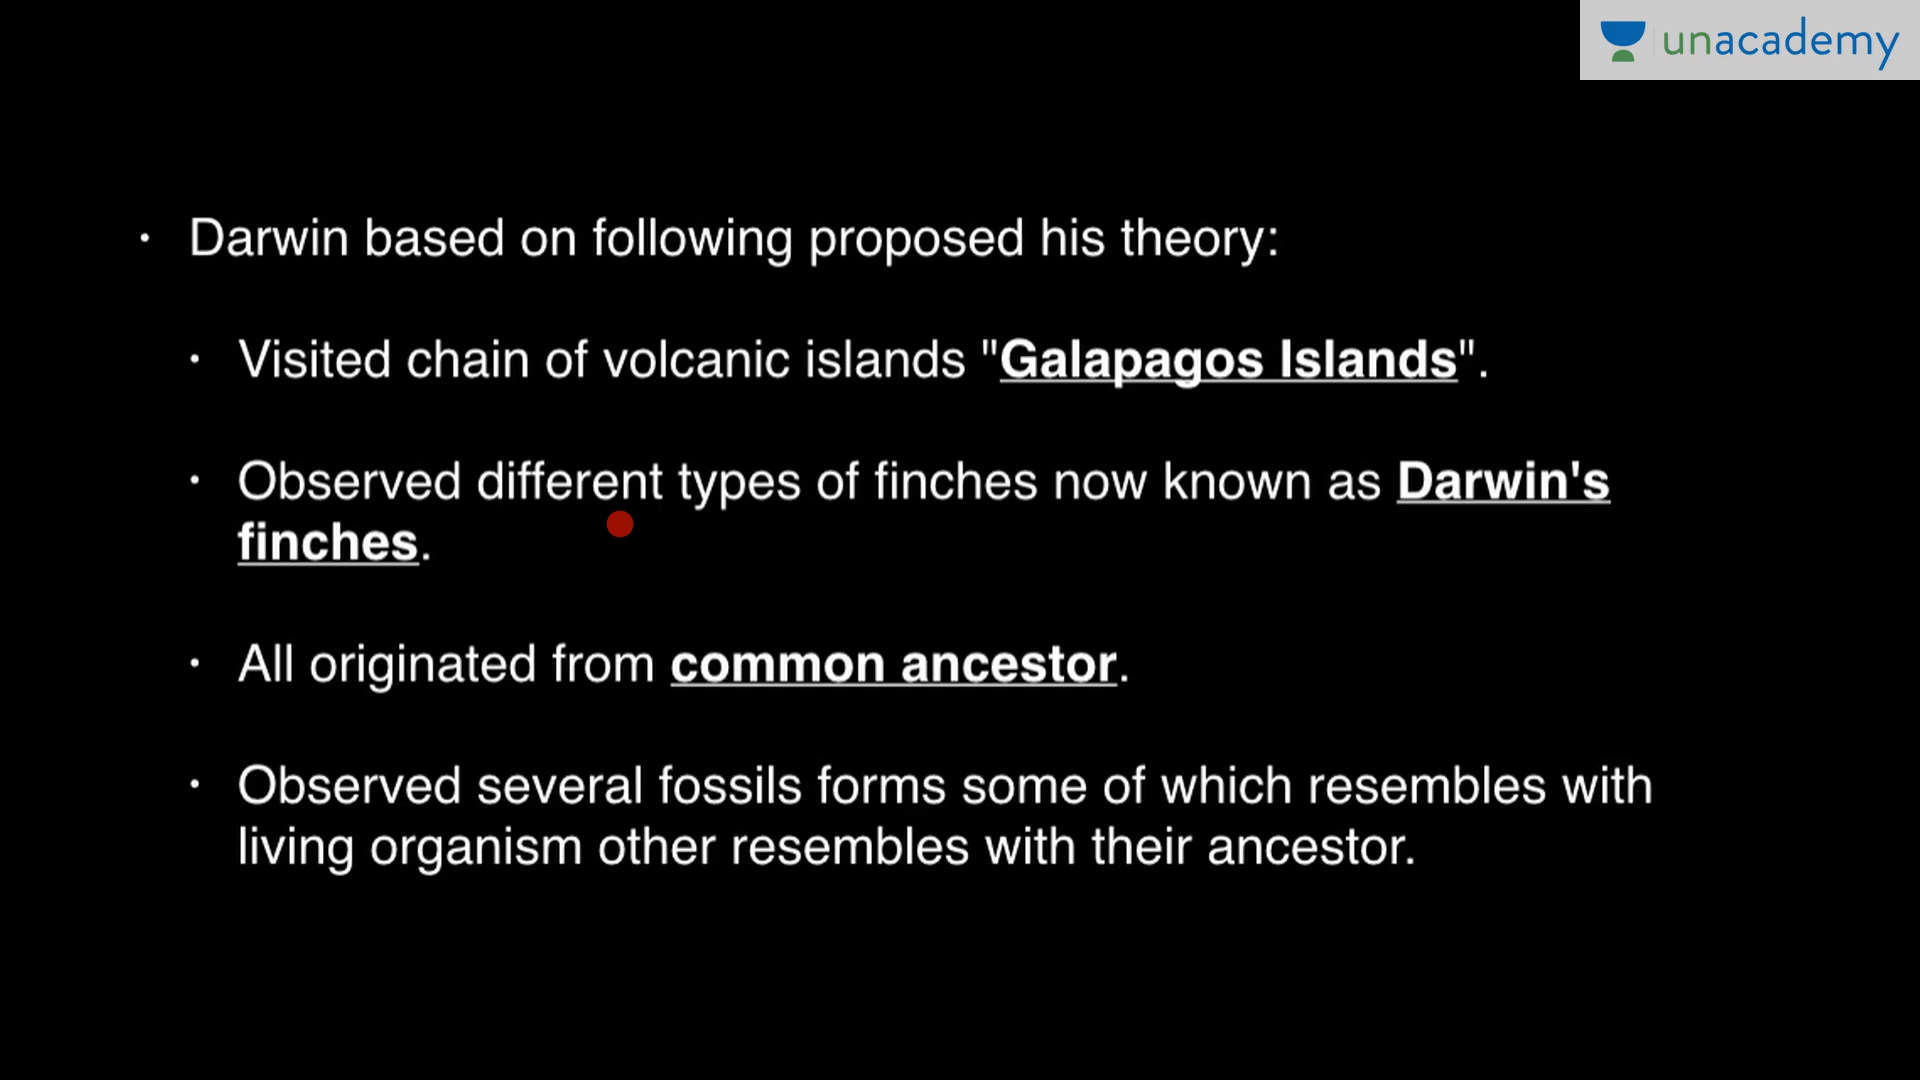 unacademy
• Darwin based on following proposed his theory:
• Visited chain of volcanic islands "Galapagos Islands".
• Observed different types of finches now known as Darwin's
finches.
• All originated from common ancestor.
• Observed several fossils forms some of which resembles with
living organism other resembles with their ancestor.